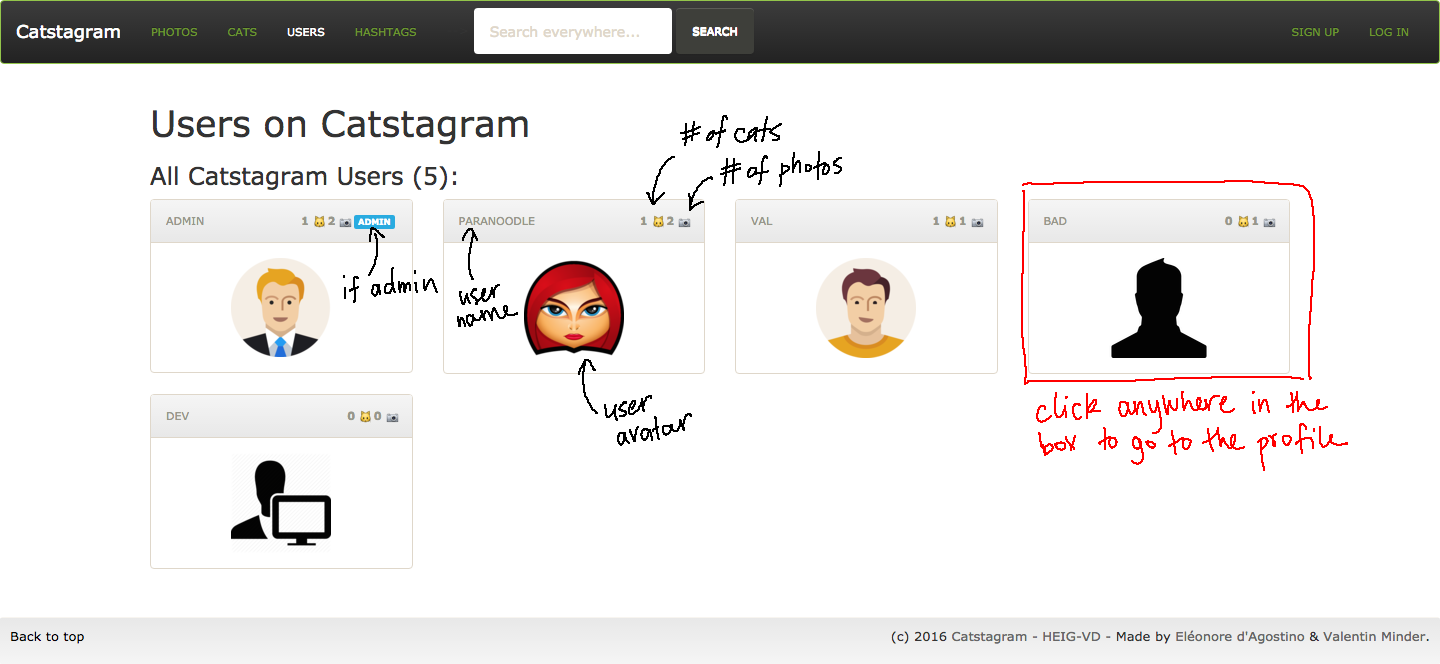 Catstagram PHOTOS CATS USERS HASHTAGS Search everywhere... SEARCH SIGN UP LOG IN
Users on Catstagram
# of cats
# of photos
All Catstagram Users (5):
ADMIN 1 2 ADMIN
PARANOODLE 1 2
VAL 1 1
BAD 0 1
if admin
user
name
user
avatar
click anywhere in the
box to go to the profile
DEV 0 0
Back to top
(c) 2016 Catstagram - HEIG-VD - Made by Eléonore d'Agostino & Valentin Minder.